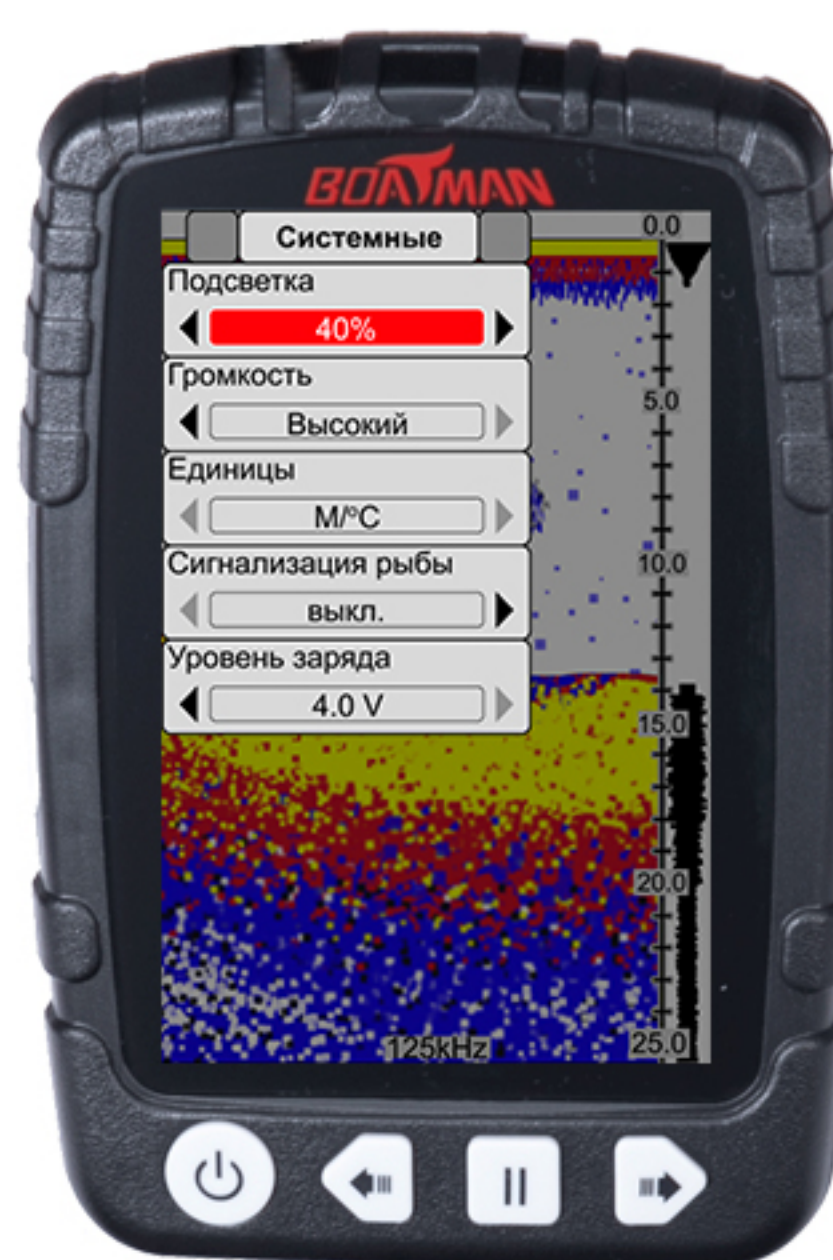 BOATMAN
Системные
0.0
Подсветка
40%
Громкость
Высокий
5.0
Единицы
M/°C
Сигнализация рыбы
10.0
выкл.
Уровень заряда
4.0 V
15.0
20.0
125kHz
25.0